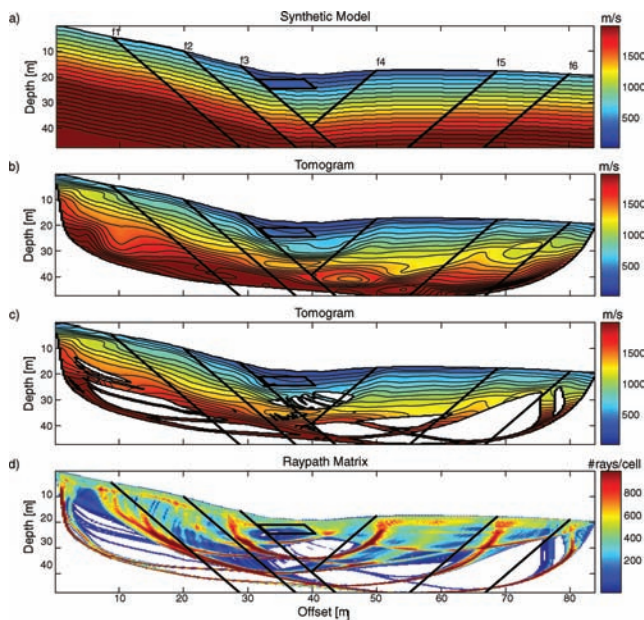 a) Synthetic Model m/s
f1 f2 f3 f4 f5 f6
Depth [m]
10
20
30
40
1500
1000
500
b) Tomogram m/s
Depth [m]
10
20
30
40
1500
1000
500
c) Tomogram m/s
Depth [m]
10
20
30
40
1500
1000
500
d) Raypath Matrix #rays/cell
Depth [m]
10
20
30
40
800
600
400
200
10 20 30 40 50 60 70 80
Offset [m]